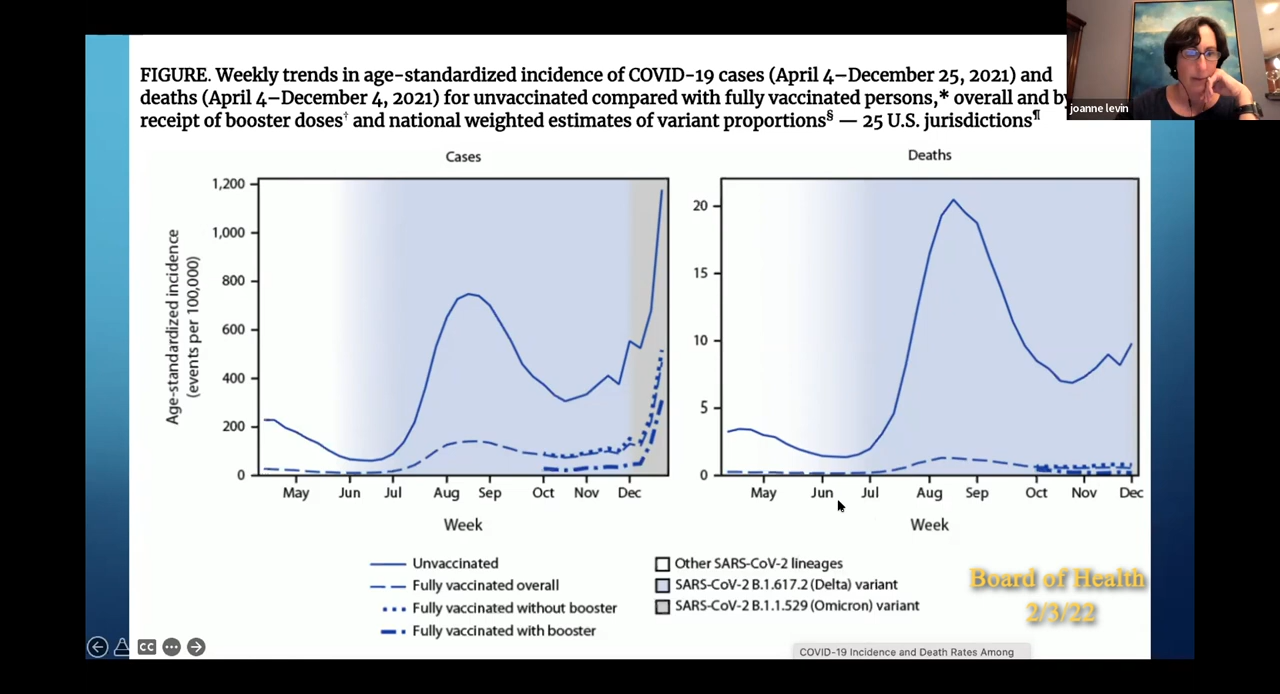 FIGURE. Weekly trends in age-standardized incidence of COVID-19 cases (April 4–December 25, 2021) and
deaths (April 4–December 4, 2021) for unvaccinated compared with fully vaccinated persons,* overall and by
receipt of booster doses† and national weighted estimates of variant proportions§ — 25 U.S. jurisdictions¶
joanne levin
Cases
Deaths
Age-standardized incidence
(events per 100,000)
1,200
1,000
800
600
400
200
0
May Jun Jul Aug Sep Oct Nov Dec
Week
20
15
10
5
0
May Jun Jul Aug Sep Oct Nov Dec
Week
Unvaccinated
Fully vaccinated overall
Fully vaccinated without booster
Fully vaccinated with booster
Other SARS-CoV-2 lineages
SARS-CoV-2 B.1.617.2 (Delta) variant
SARS-CoV-2 B.1.1.529 (Omicron) variant
Board of Health
2/3/22
CC
COVID-19 Incidence and Death Rates Among